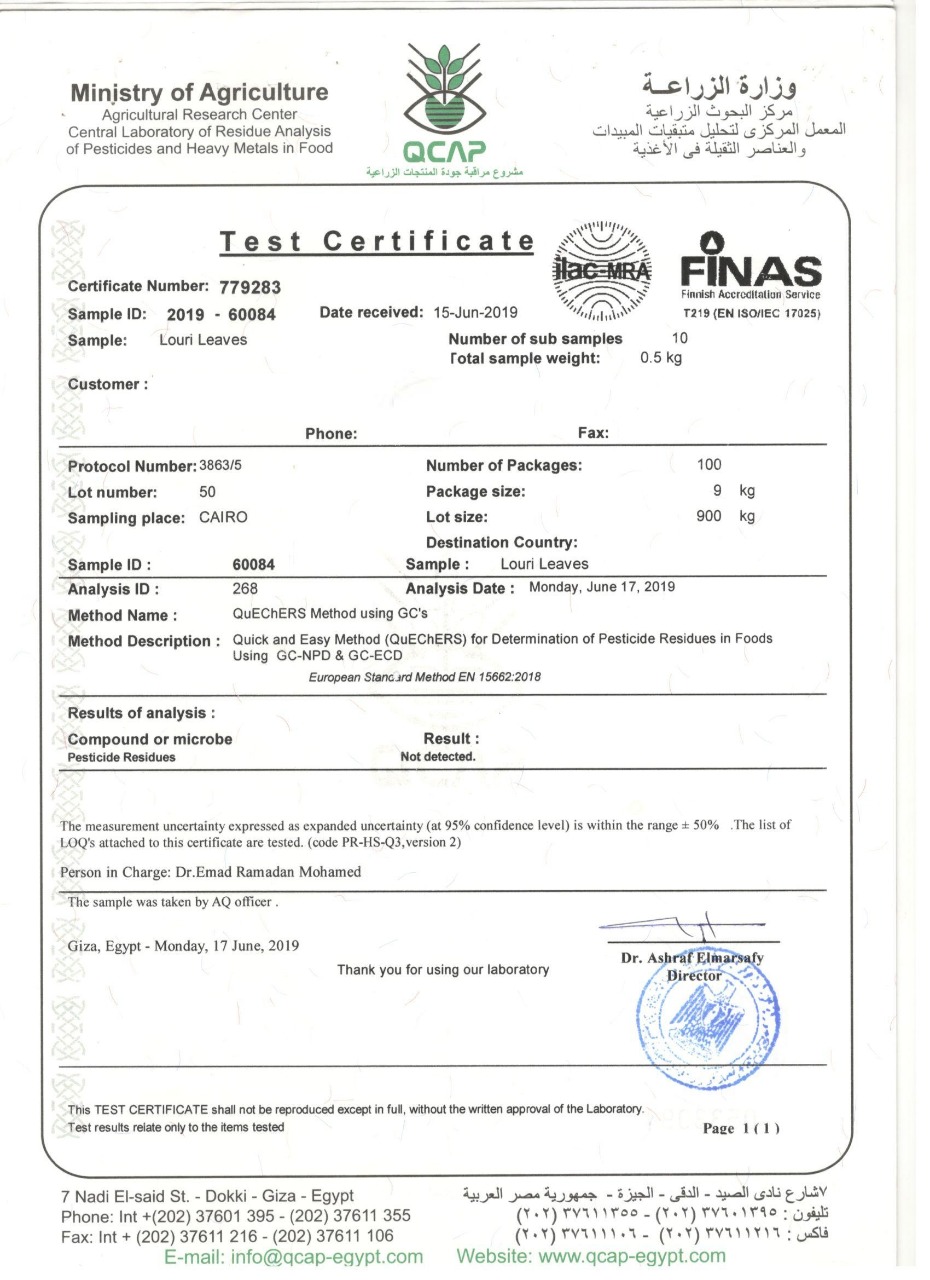 Ministry of Agriculture
Agricultural Research Center
Central Laboratory of Residue Analysis
of Pesticides and Heavy Metals in Food
QCAP
مشروع مراقبة جودة المنتجات الزراعية
وزارة الزراعــة
مركز البحوث الزراعية
المعمل المركزى لتحليل متبقيات المبيدات
والعناصر الثقيلة فى الأغذية
Test Certificate
ilac-MRA
FINAS
Finnish Accreditation Service
T219 (EN ISO/IEC 17025)
Certificate Number: 779283
Sample ID: 2019 - 60084 Date received: 15-Jun-2019
Sample: Louri Leaves Number of sub samples 10
Total sample weight: 0.5 kg
Customer :
Phone: Fax:
Protocol Number: 3863/5 Number of Packages: 100
Lot number: 50 Package size: 9 kg
Sampling place: CAIRO Lot size: 900 kg
Destination Country:
Sample ID : 60084 Sample : Louri Leaves
Analysis ID : 268 Analysis Date : Monday, June 17, 2019
Method Name : QuEChERS Method using GC's
Method Description : Quick and Easy Method (QuEChERS) for Determination of Pesticide Residues in Foods
Using GC-NPD & GC-ECD
European Standard Method EN 15662:2018
Results of analysis :
Compound or microbe Result :
Pesticide Residues Not detected.
The measurement uncertainty expressed as expanded uncertainty (at 95% confidence level) is within the range ± 50% .The list of
LOQ's attached to this certificate are tested. (code PR-HS-Q3,version 2)
Person in Charge: Dr.Emad Ramadan Mohamed
The sample was taken by AQ officer .
Giza, Egypt - Monday, 17 June, 2019
Thank you for using our laboratory
Dr. Ashraf Elmarsafy
Director
This TEST CERTIFICATE shall not be reproduced except in full, without the written approval of the Laboratory.
Test results relate only to the items tested
Page 1 ( 1 )
7 Nadi El-said St. - Dokki - Giza - Egypt
Phone: Int +(202) 37601 395 - (202) 37611 355
Fax: Int + (202) 37611 216 - (202) 37611 106
٧شارع نادى الصيد - الدقى - الجيزة - جمهورية مصر العربية
تليفون : ٣٧٦٠١٣٩٥ (٢٠٢) - ٣٧٦١١٣٥٥ (٢٠٢)
فاكس : ٣٧٦١١٢١٦ (٢٠٢) - ٣٧٦١١١٠٦ (٢٠٢)
E-mail: info@qcap-egypt.com Website: www.qcap-egypt.com